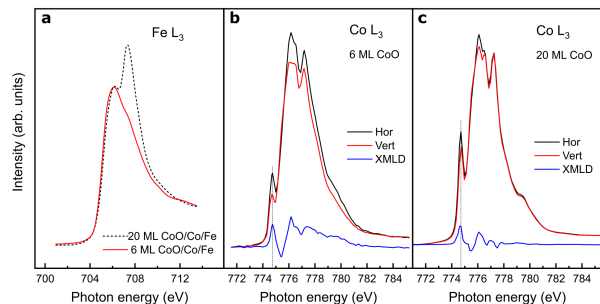 a
Fe L3
Intensity (arb. units)
20 ML CoO/Co/Fe
6 ML CoO/Co/Fe
700 704 708 712
Photon energy (eV)
b
Co L3
6 ML CoO
Hor
Vert
XMLD
772 774 776 778 780 782 784
Photon energy (eV)
c
Co L3
20 ML CoO
Hor
Vert
XMLD
772 774 776 778 780 782 784
Photon energy (eV)